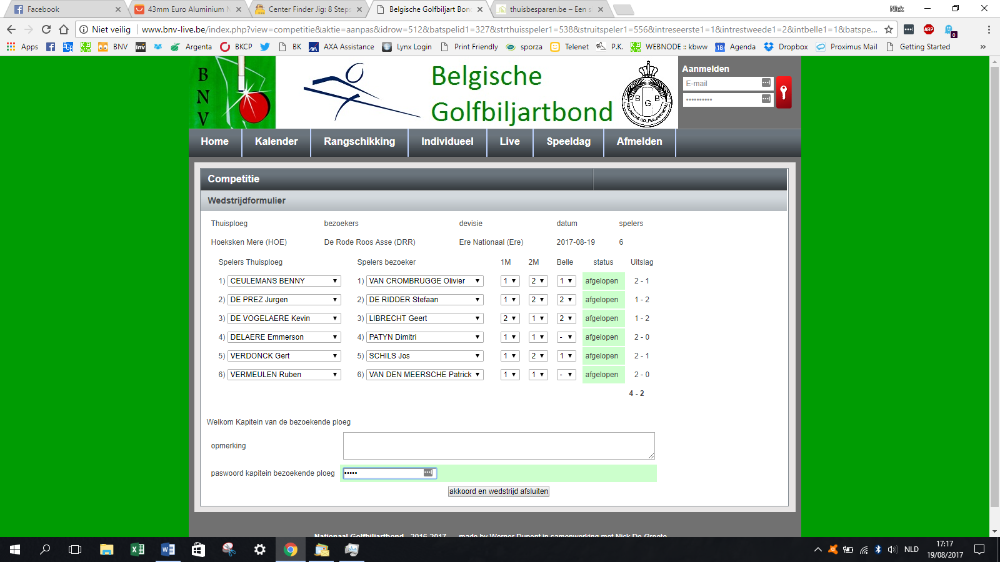 Facebook
43mm Euro Aluminium N
Center Finder Jig: 8 Steps
Belgische Golfbiljart Bon
thuisbesparen.be – Een s
Nick
Niet veilig
www.bnv-live.be/index.php?view=competitie&aktie=aanpas&idrow=512&batspelid1=327&strthuisspeler1=538&struitspeler1=556&intreseerste1=1&intrestweede1=2&intbelle1=1&batspe...
ABP
0
Apps
BNV
Inv
Argenta
BKCP
BK
AXA Assistance
Lynx Login
Print Friendly
sporza
Telenet
P.K.
WEBNODE :: kbww
18 Agenda
Dropbox
Proximus Mail
Getting Started
»
B
N
V
Belgische
Golfbiljartbond
B G B
BELGISCHE GOLFBILJARTBOND
Aanmelden
E-mail
••••••••••
Home Kalender Rangschikking Individueel Live Speeldag Afmelden
Competitie
Wedstrijdformulier
Thuisploeg bezoekers devisie datum spelers
Hoeksken Mere (HOE) De Rode Roos Asse (DRR) Ere Nationaal (Ere) 2017-08-19 6
Spelers Thuisploeg Spelers bezoeker 1M 2M Belle status Uitslag
1) CEULEMANS BENNY 1) VAN CROMBRUGGE Olivier 1 2 1 afgelopen 2 - 1
2) DE PREZ Jurgen 2) DE RIDDER Stefaan 1 2 2 afgelopen 1 - 2
3) DE VOGELAERE Kevin 3) LIBRECHT Geert 2 1 2 afgelopen 1 - 2
4) DELAERE Emmerson 4) PATYN Dimitri 1 1 - afgelopen 2 - 0
5) VERDONCK Gert 5) SCHILS Jos 1 2 1 afgelopen 2 - 1
6) VERMEULEN Ruben 6) VAN DEN MEERSCHE Patrick 1 1 - afgelopen 2 - 0
4 - 2
Welkom Kapitein van de bezoekende ploeg
opmerking
paswoord kapitein bezoekende ploeg •••••
akkoord en wedstrijd afsluiten
Nationaal Golfbiljartbond 2016-2017 made by Werner Dupont in samenwerking met Nick De Groote
NLD
17:17
19/08/2017